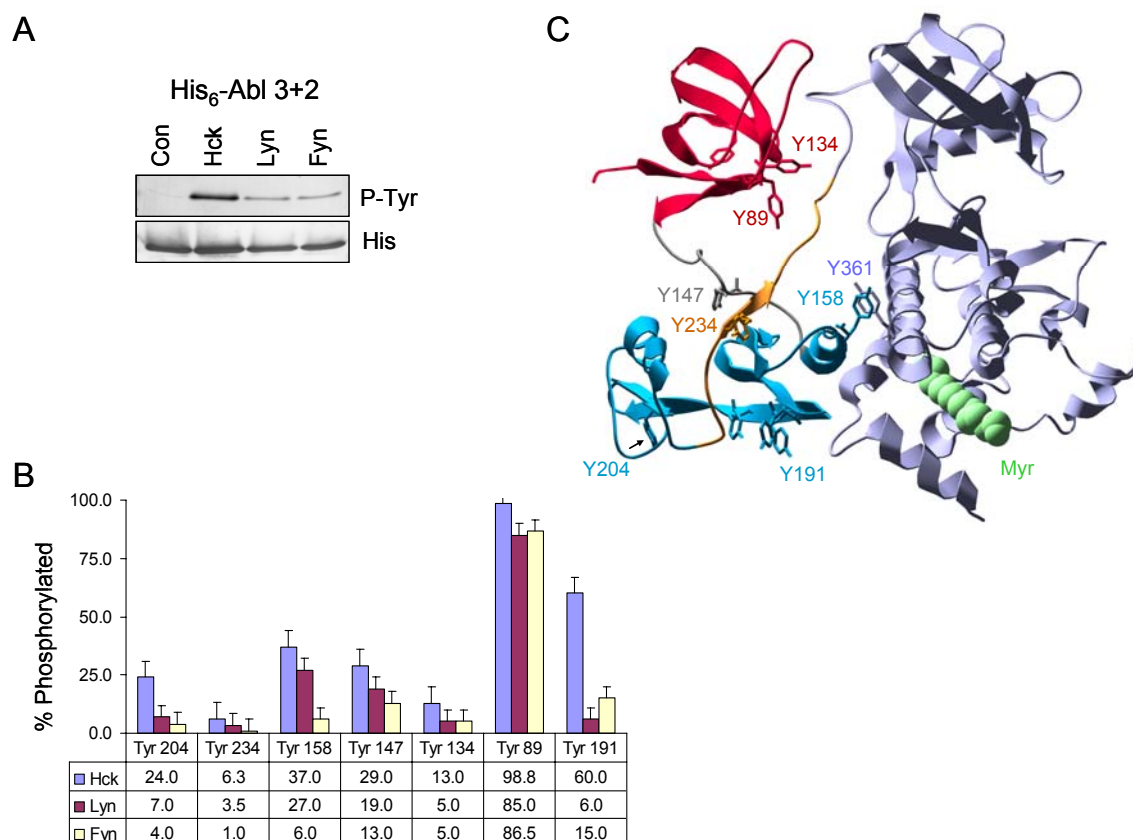 A
His6-Abl 3+2
Con Hck Lyn Fyn
P-Tyr
His
C
Y134
Y89
Y361
Y147
Y158
Y234
Y204
Y191
Myr
B
% Phosphorylated
100.0
75.0
50.0
25.0
0.0
Tyr 204 Tyr 234 Tyr 158 Tyr 147 Tyr 134 Tyr 89 Tyr 191
Hck 24.0 6.3 37.0 29.0 13.0 98.8 60.0
Lyn 7.0 3.5 27.0 19.0 5.0 85.0 6.0
Fyn 4.0 1.0 6.0 13.0 5.0 86.5 15.0